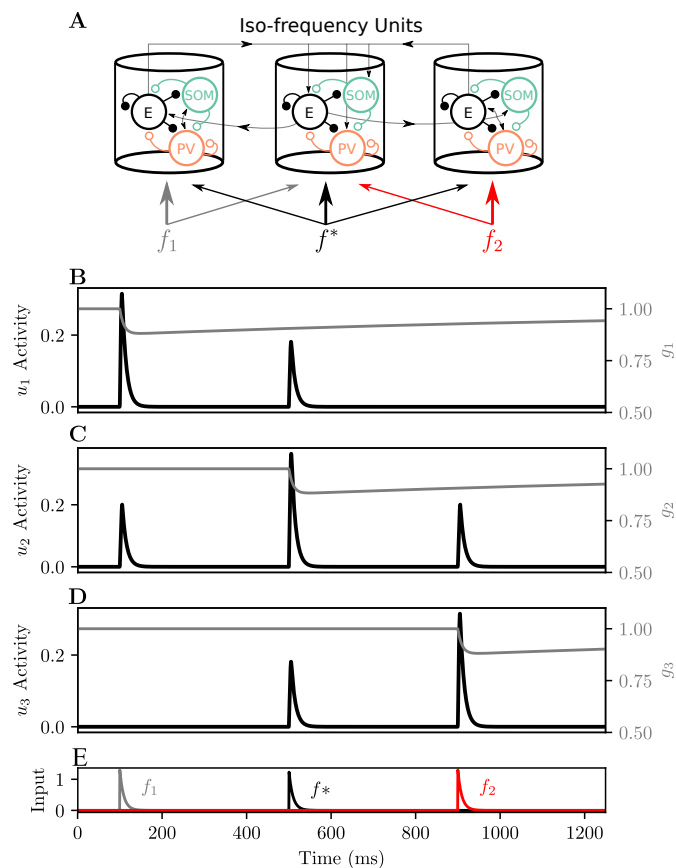 A
Iso-frequency Units
E SOM PV
E SOM PV
E SOM PV
f1 f* f2
B
u1 Activity
0.2
0.0
1.00
0.75
0.50
g1
C
u2 Activity
0.2
0.0
1.00
0.75
0.50
g2
D
u3 Activity
0.2
0.0
1.00
0.75
0.50
g3
E
Input
1
0
f1 f* f2
0 200 400 600 800 1000 1200
Time (ms)